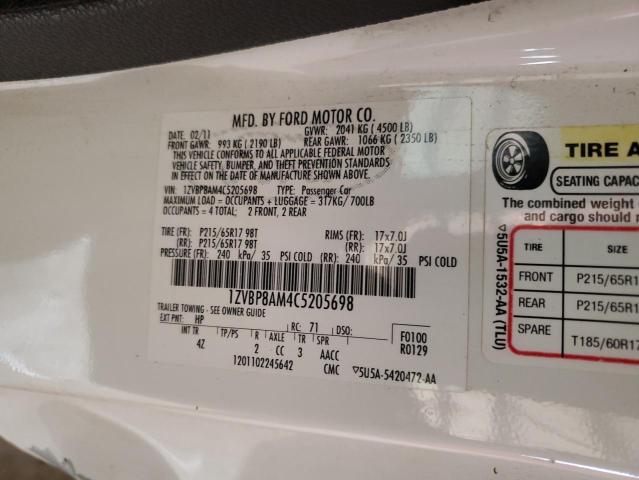 MFD. BY FORD MOTOR CO.
DATE: 02/11 GVWR: 2041 KG ( 4500 LB)
FRONT GAWR: 993 KG ( 2190 LB) REAR GAWR: 1066 KG ( 2350 LB)
THIS VEHICLE CONFORMS TO ALL APPLICABLE FEDERAL MOTOR
VEHICLE SAFETY, BUMPER, AND THEFT PREVENTION STANDARDS
IN EFFECT ON THE DATE OF MANUFACTURE SHOWN ABOVE.
VIN: 1ZVBP8AM4C5205698 TYPE: Passenger Car
MAXIMUM LOAD = OCCUPANTS + LUGGAGE = 317KG/ 700LB
OCCUPANTS = 4 TOTAL; 2 FRONT, 2 REAR
TIRE (FR): P215/65R17 98T RIMS (FR): 17x7.0J
(RR): P215/65R17 98T (RR): 17x7.0J
PRESSURE (FR): 240 kPa/ 35 PSI COLD (RR): 240 kPa/ 35 PSI COLD
1ZVBP8AM4C5205698
TRAILER TOWING - SEE OWNER GUIDE
EXT PNT: HP RC: 71 DSO: F0100
INT TR TP/PS R AXLE TR SPR R0129
4Z 2 CC 3 AACC
1201102245642 CMC ▽5U5A-5420472-AA
TIRE A
SEATING CAPAC
The combined weight
and cargo should
▽5U5A-1532-AA (TLU)
TIRE SIZE
FRONT P215/65R1
REAR P215/65R1
SPARE T185/60R17